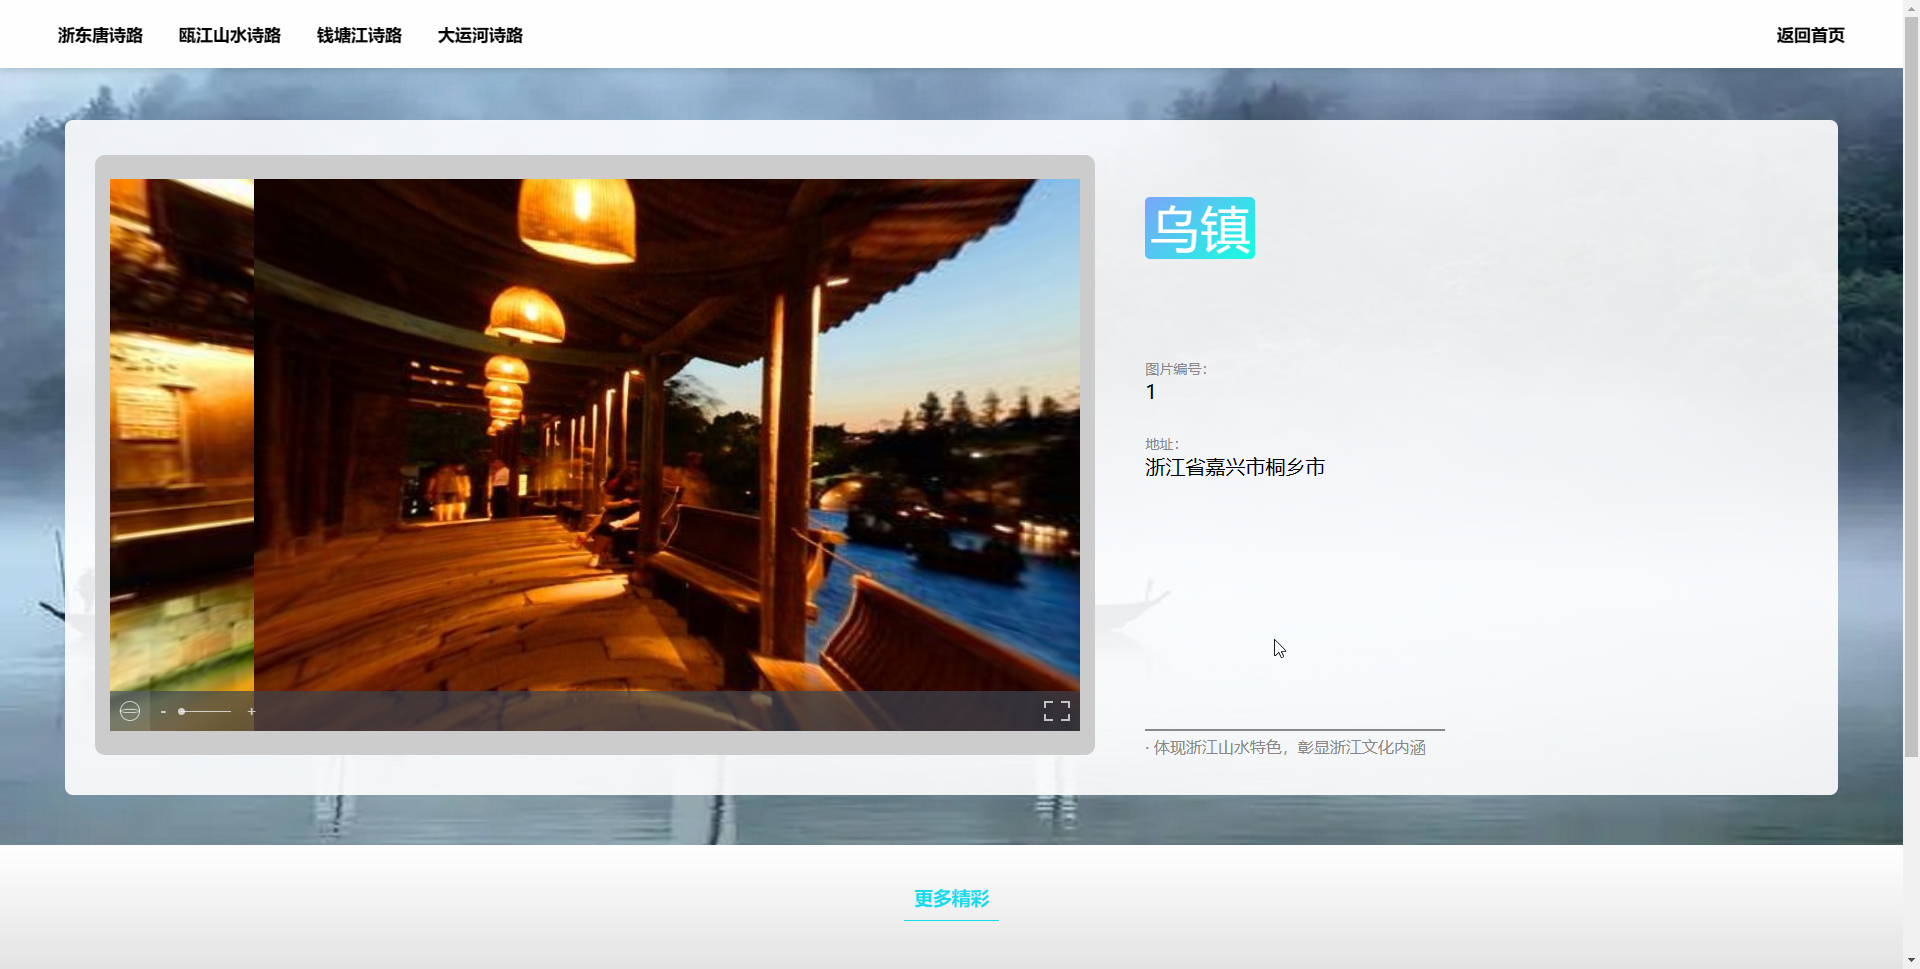 浙东唐诗路 瓯江山水诗路 钱塘江诗路 大运河诗路 返回首页
乌镇
图片编号：
1
地址：
浙江省嘉兴市桐乡市
- +
· 体现浙江山水特色，彰显浙江文化内涵
更多精彩